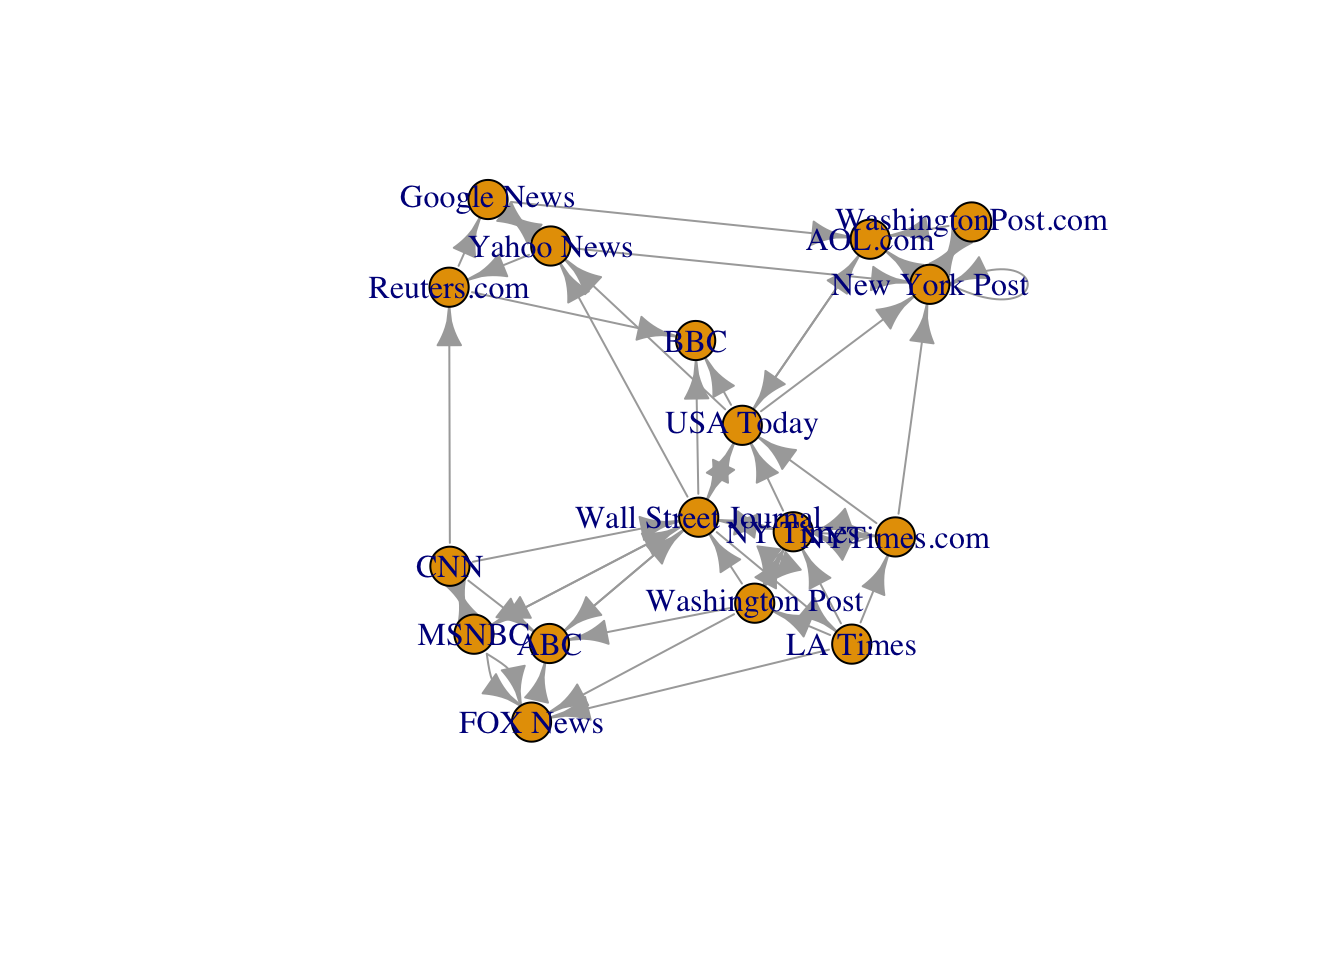 Google News
WashingtonPost.com
AOL.com
Yahoo News
New York Post
Reuters.com
BBC
USA Today
Wall Street Journal
NY Times
NYTimes.com
CNN
Washington Post
MSNBC
ABC
LA Times
FOX News